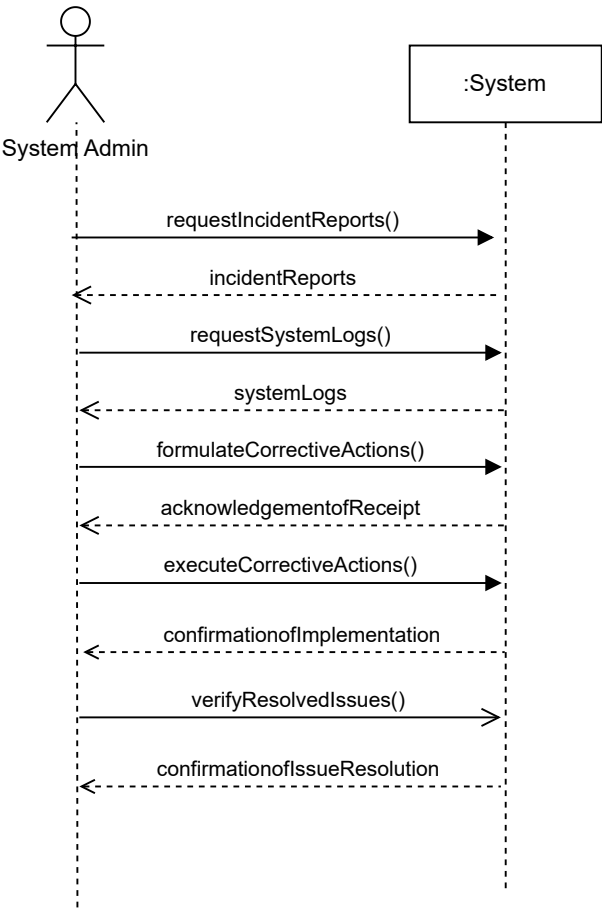 :System
System Admin
requestIncidentReports()
incidentReports
requestSystemLogs()
systemLogs
formulateCorrectiveActions()
acknowledgementofReceipt
executeCorrectiveActions()
confirmationofImplementation
verifyResolvedIssues()
confirmationofIssueResolution